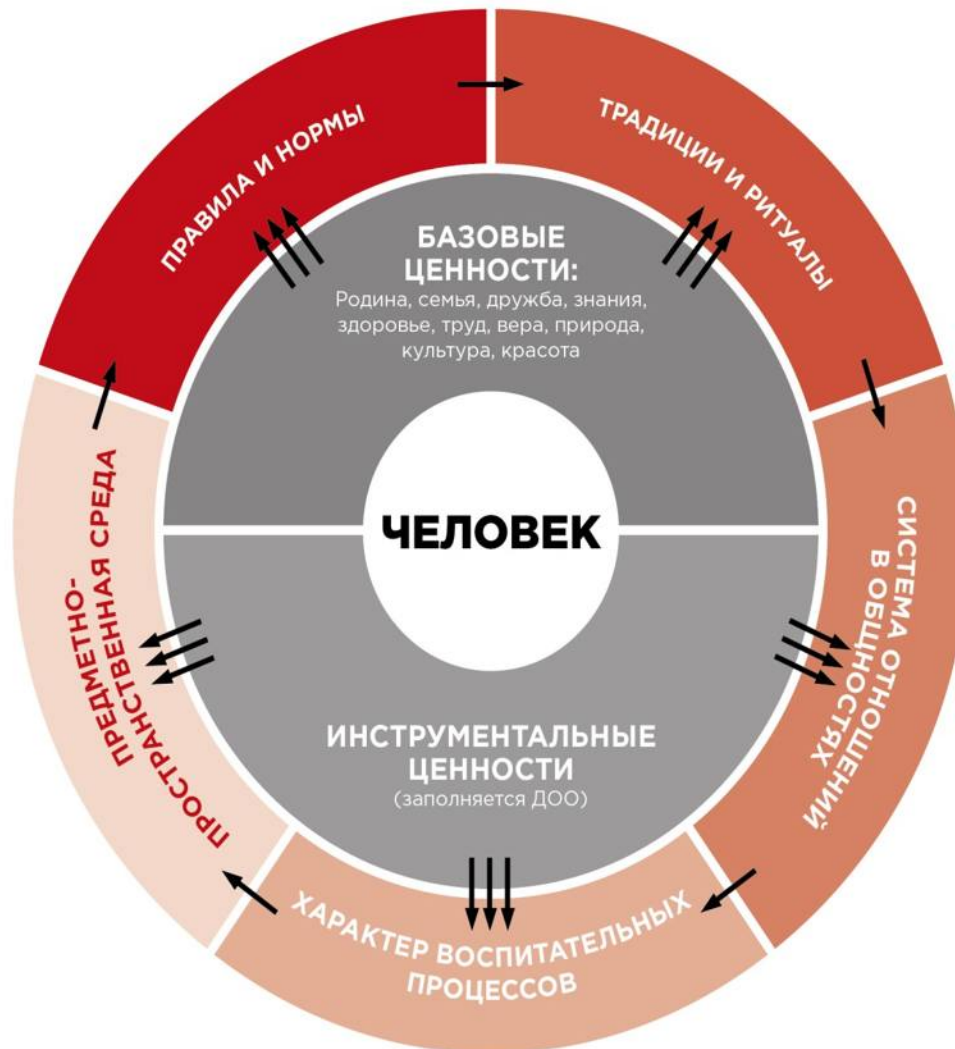 ПРАВИЛА И НОРМЫ
ТРАДИЦИИ И РИТУАЛЫ
БАЗОВЫЕ
ЦЕННОСТИ:
Родина, семья, дружба, знания,
здоровье, труд, вера, природа,
культура, красота
ЧЕЛОВЕК
ПРЕДМЕТНО-
ПРОСТРАНСТВЕННАЯ СРЕДА
СИСТЕМА ОТНОШЕНИЙ
В ОБЩНОСТЯХ
ИНСТРУМЕНТАЛЬНЫЕ
ЦЕННОСТИ
(заполняется ДОО)
ХАРАКТЕР ВОСПИТАТЕЛЬНЫХ
ПРОЦЕССОВ